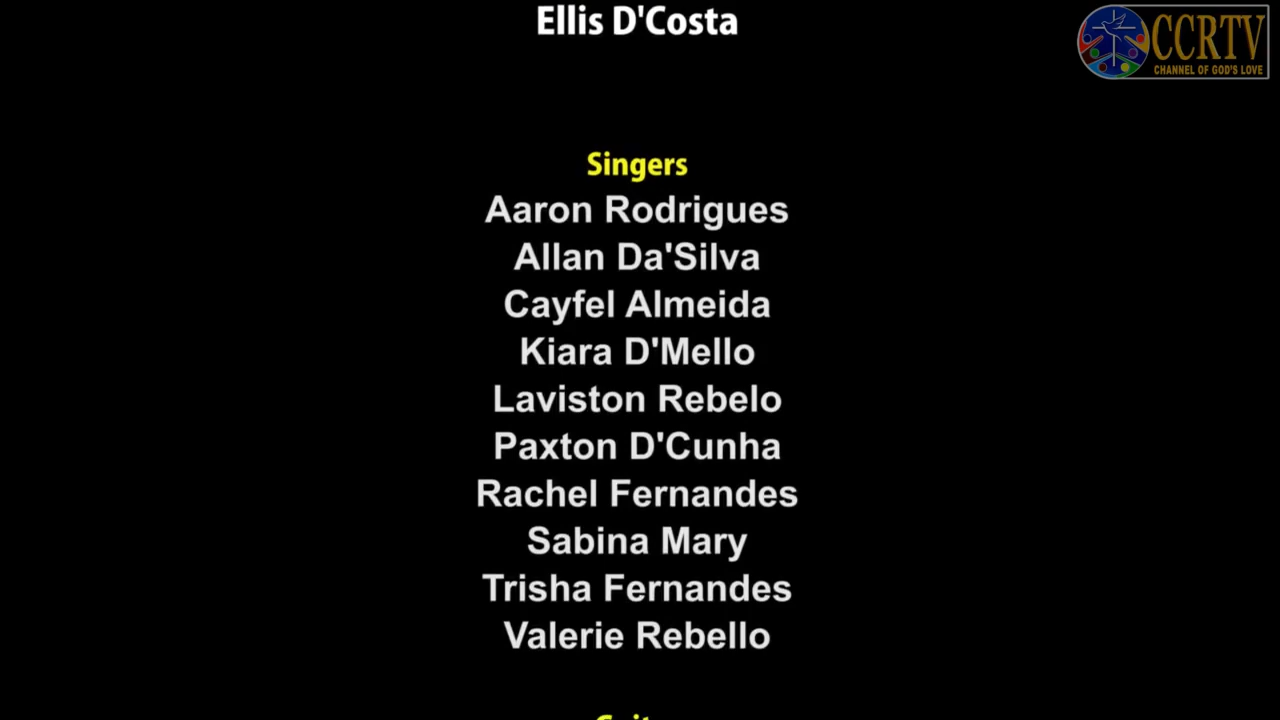 Ellis D'Costa
CCRTV
CHANNEL OF GOD'S LOVE
Singers
Aaron Rodrigues
Allan Da'Silva
Cayfel Almeida
Kiara D'Mello
Laviston Rebelo
Paxton D'Cunha
Rachel Fernandes
Sabina Mary
Trisha Fernandes
Valerie Rebello